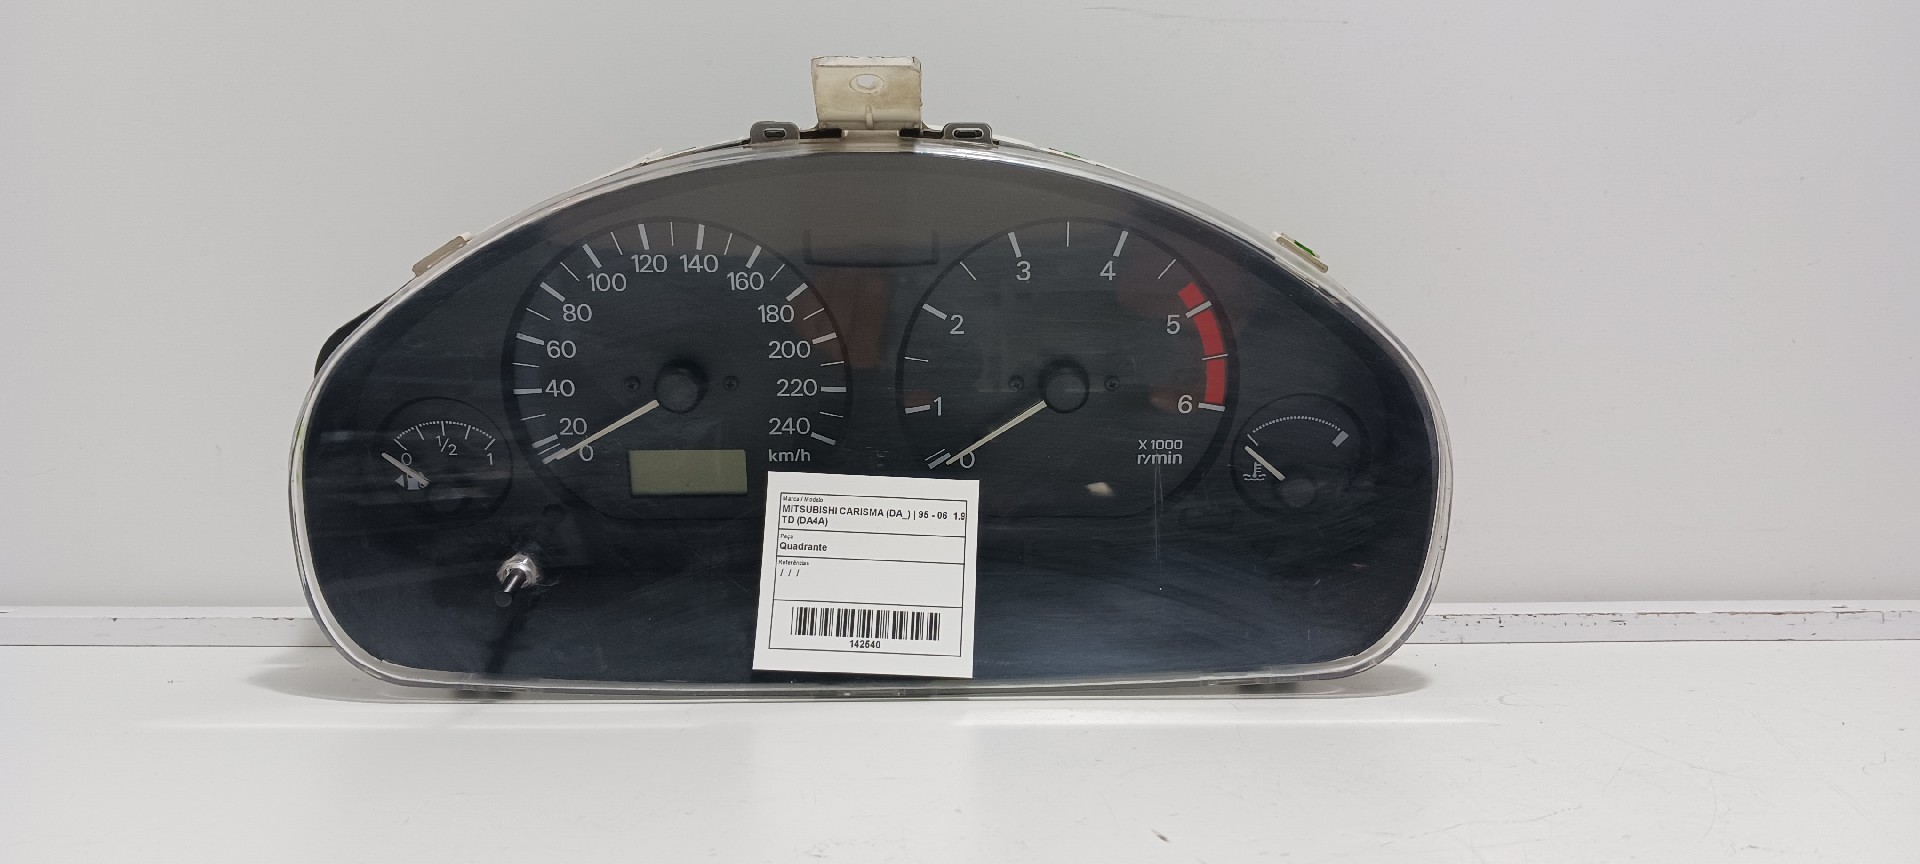 0
20
40
60
80
100
120
140
160
180
200
220
240
km/h
0
1
2
3
4
5
6
X1000
r/min
0
1/2
1
Marca / Modelo
MITSUBISHI CARISMA (DA_) | 95 - 06 1.9
TD (DA4A)
Peça
Quadrante
Referências
/ / /
142540